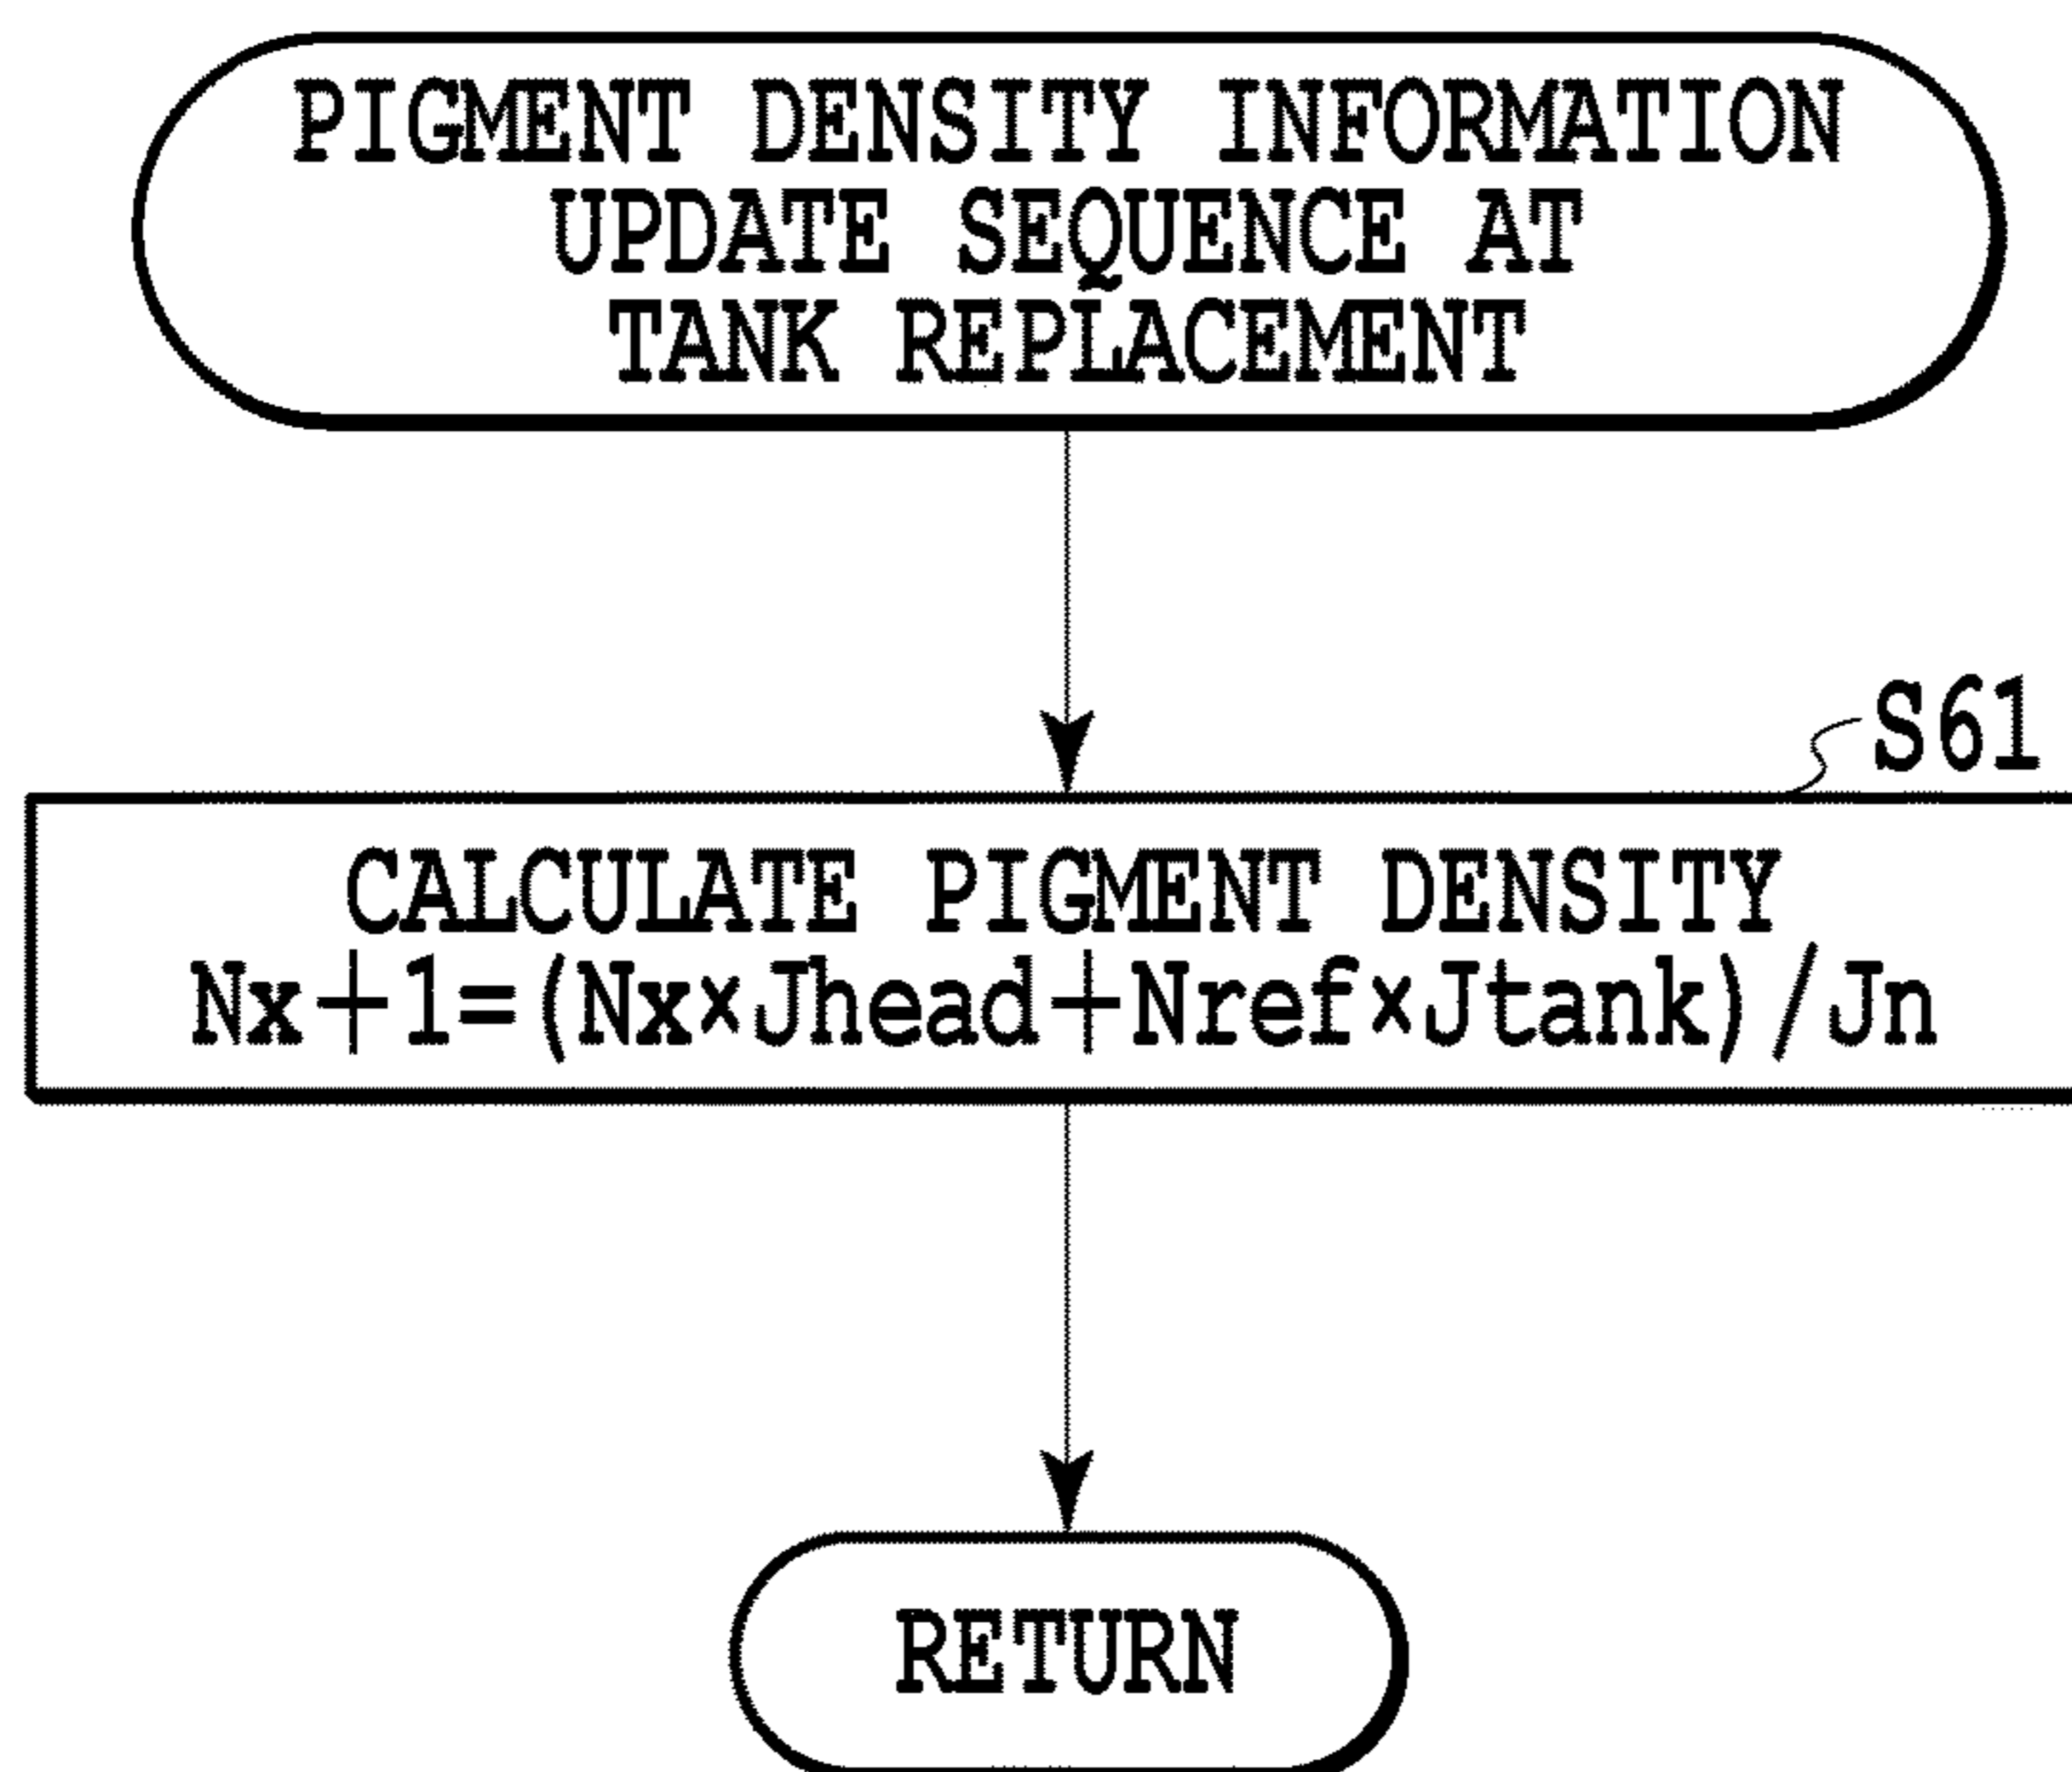 PIGMENT DENSITY INFORMATION
UPDATE SEQUENCE AT
TANK REPLACEMENT
S61
CALCULATE PIGMENT DENSITY
Nx+1=(Nx×Jhead+Nref×Jtank)/Jn
RETURN